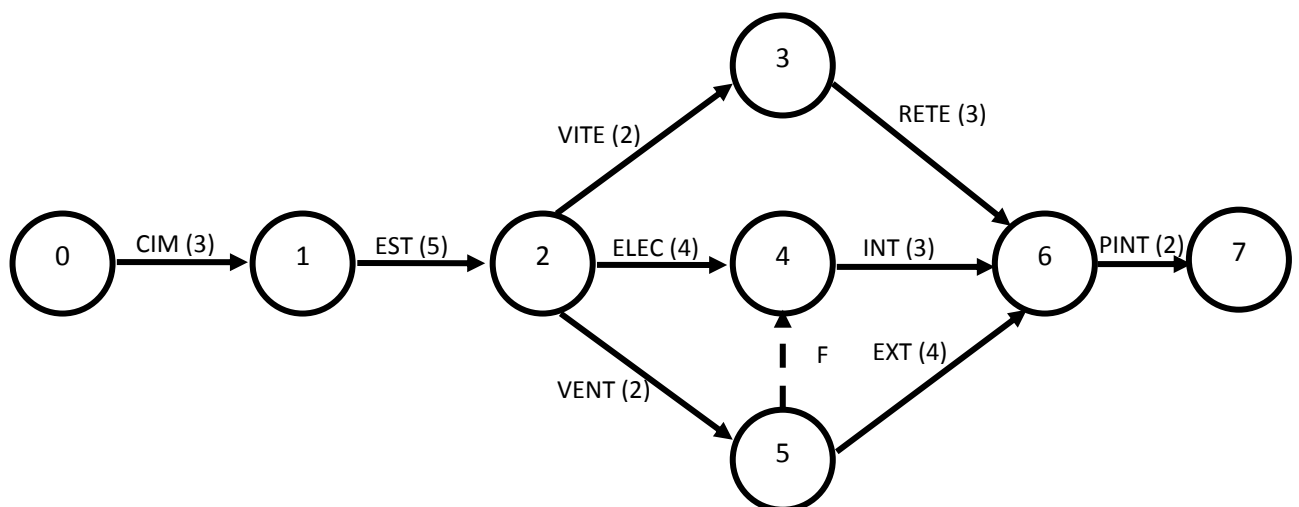 3
RETE (3)
VITE (2)
0
CIM (3)
1
EST (5)
2
ELEC (4)
4
INT (3)
6
PINT (2)
7
F
EXT (4)
VENT (2)
5